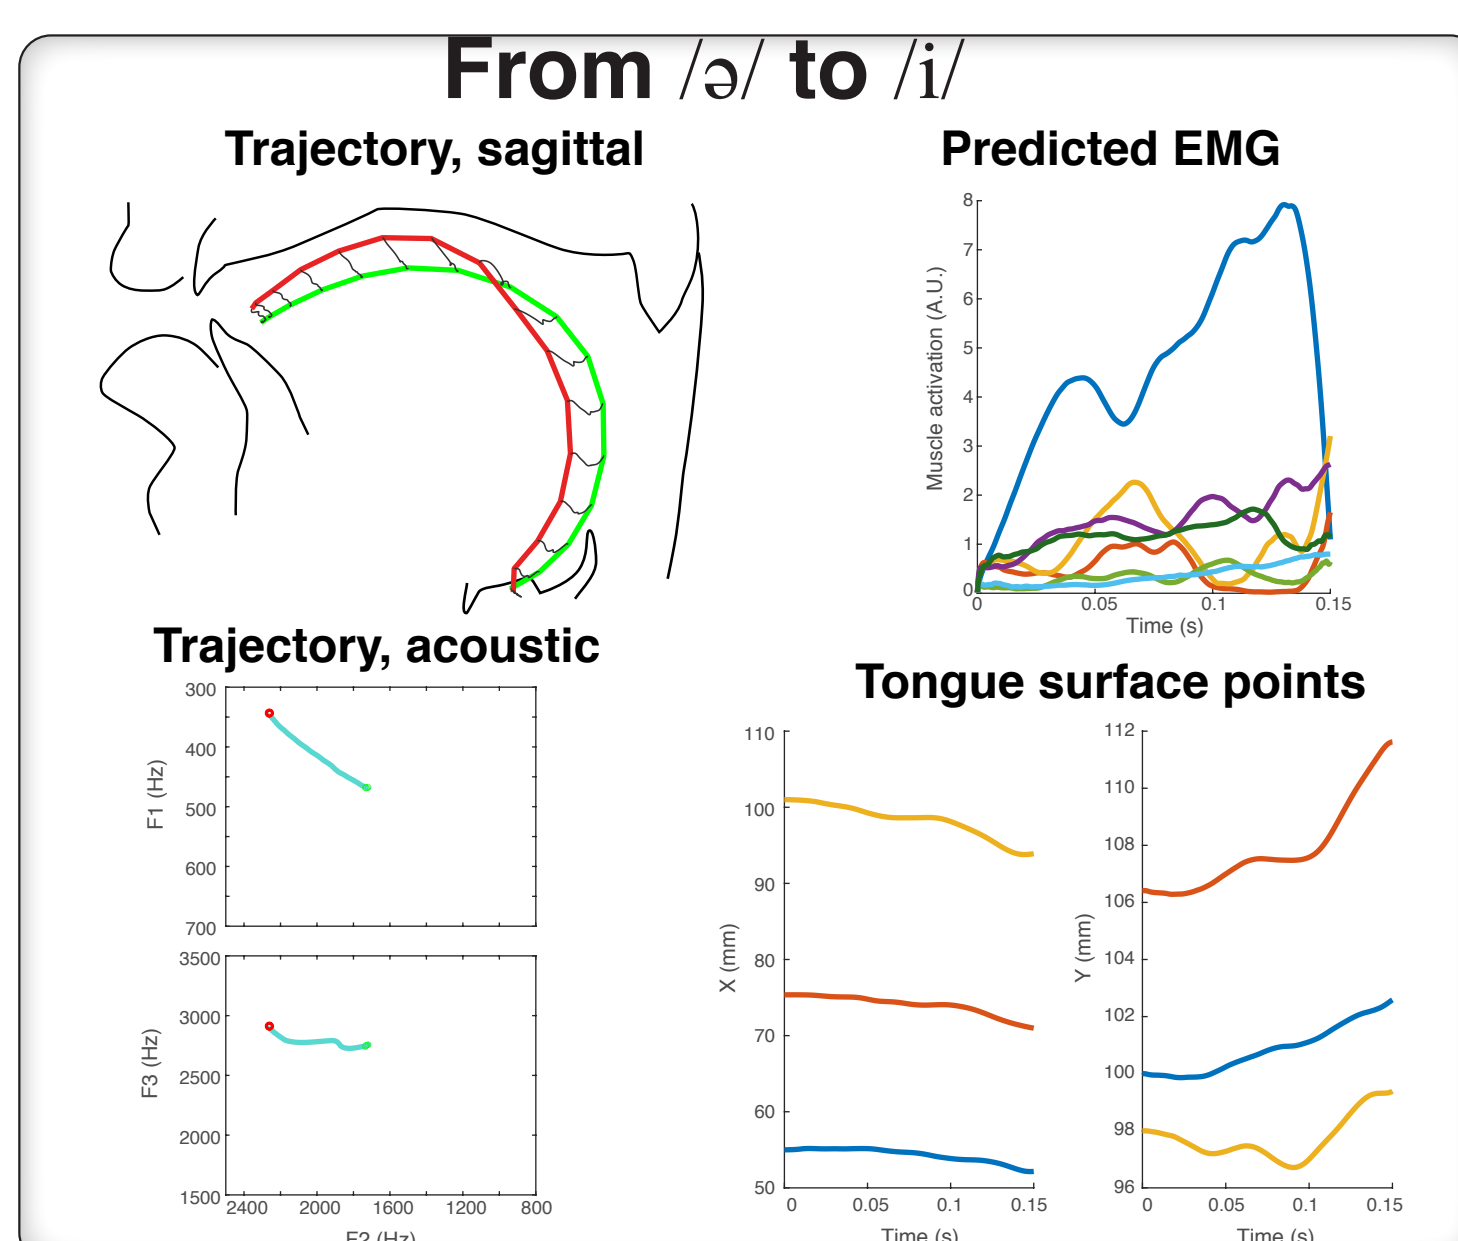 From /ə/ to /i/
Trajectory, sagittal
Predicted EMG
8
7
6
5
4
3
2
1
0
Muscle activation (A.U.)
0 0.05 0.1 0.15
Time (s)
Trajectory, acoustic
300
400
500
600
700
F1 (Hz)
3500
3000
2500
2000
1500
F3 (Hz)
2400 2000 1600 1200 800
F2 (Hz)
Tongue surface points
110
100
90
80
70
60
50
X (mm)
0 0.05 0.1 0.15
Time (s)
112
110
108
106
104
102
100
98
96
Y (mm)
0 0.05 0.1 0.15
Time (s)